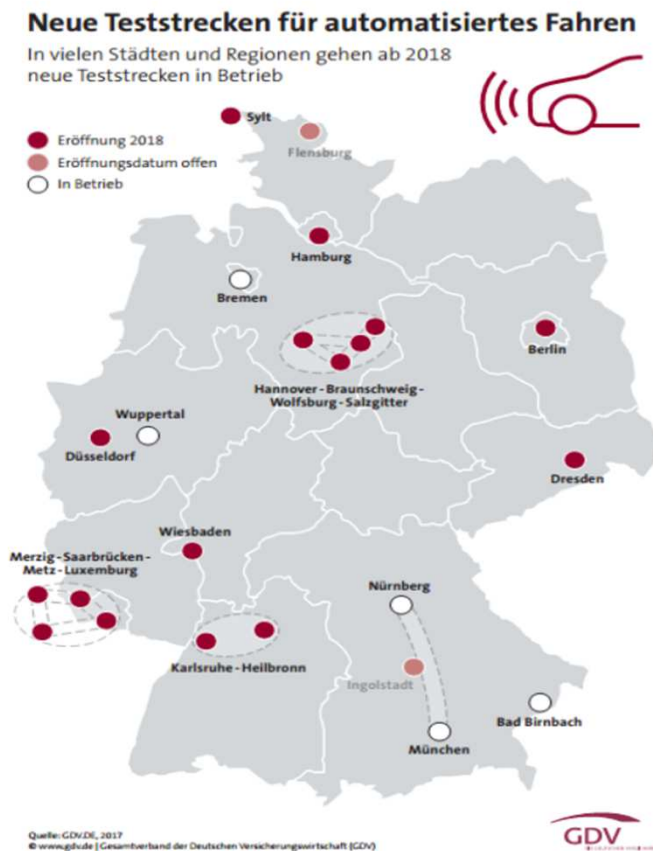 Neue Teststrecken für automatisiertes Fahren
In vielen Städten und Regionen gehen ab 2018
neue Teststrecken in Betrieb
Eröffnung 2018
Eröffnungsdatum offen
In Betrieb
Sylt
Flensburg
Hamburg
Bremen
Berlin
Hannover-Braunschweig-
Wolfsburg-Salzgitter
Wuppertal
Düsseldorf
Dresden
Wiesbaden
Merzig-Saarbrücken-
Metz-Luxemburg
Nürnberg
Karlsruhe-Heilbronn
Ingolstadt
Bad Birnbach
München
Quelle: GDV.DE, 2017
© www.gdv.de | Gesamtverband der Deutschen Versicherungswirtschaft (GDV)
GDV